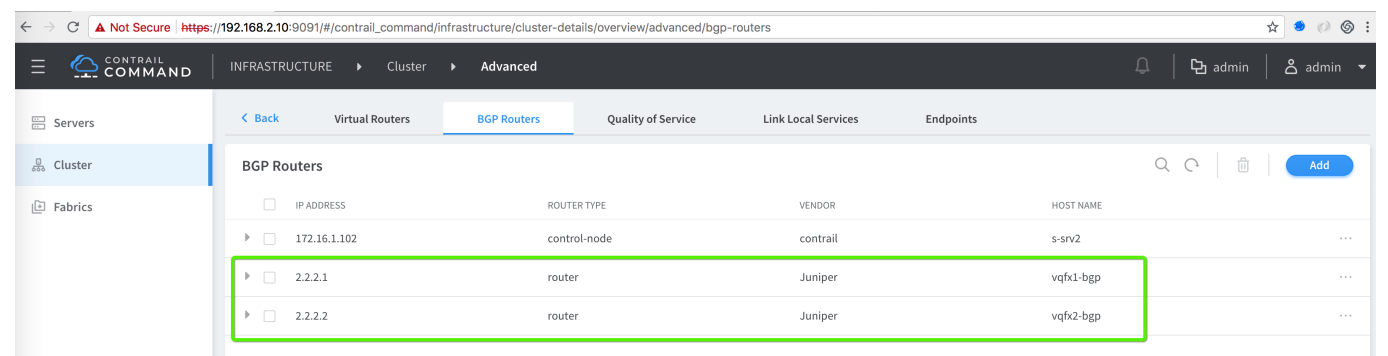 Not Secure https://192.168.2.10:9091/#/contrail_command/infrastructure/cluster-details/overview/advanced/bgp-routers
CONTRAIL COMMAND INFRASTRUCTURE Cluster Advanced admin admin
Servers
Cluster
Fabrics
Back Virtual Routers BGP Routers Quality of Service Link Local Services Endpoints
BGP Routers Add
IP ADDRESS ROUTER TYPE VENDOR HOST NAME
172.16.1.102 control-node contrail s-srv2 ...
2.2.2.1 router Juniper vqfx1-bgp ...
2.2.2.2 router Juniper vqfx2-bgp ...